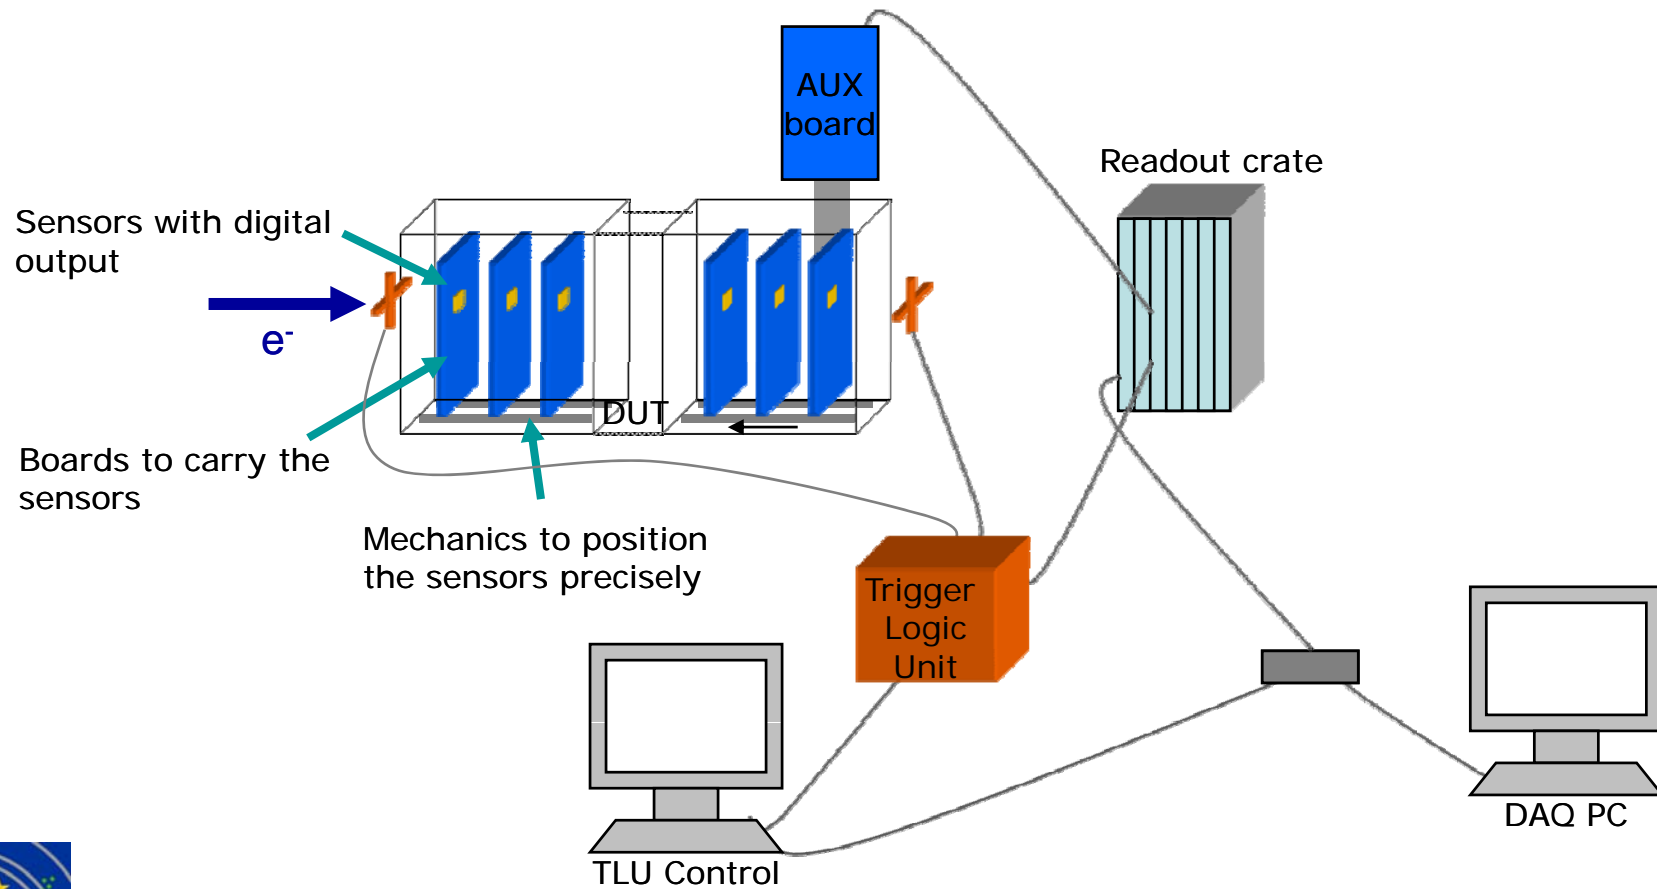 AUX
board
Readout crate
Sensors with digital
output
e-
DUT
Boards to carry the
sensors
Mechanics to position
the sensors precisely
Trigger
Logic
Unit
DAQ PC
TLU Control